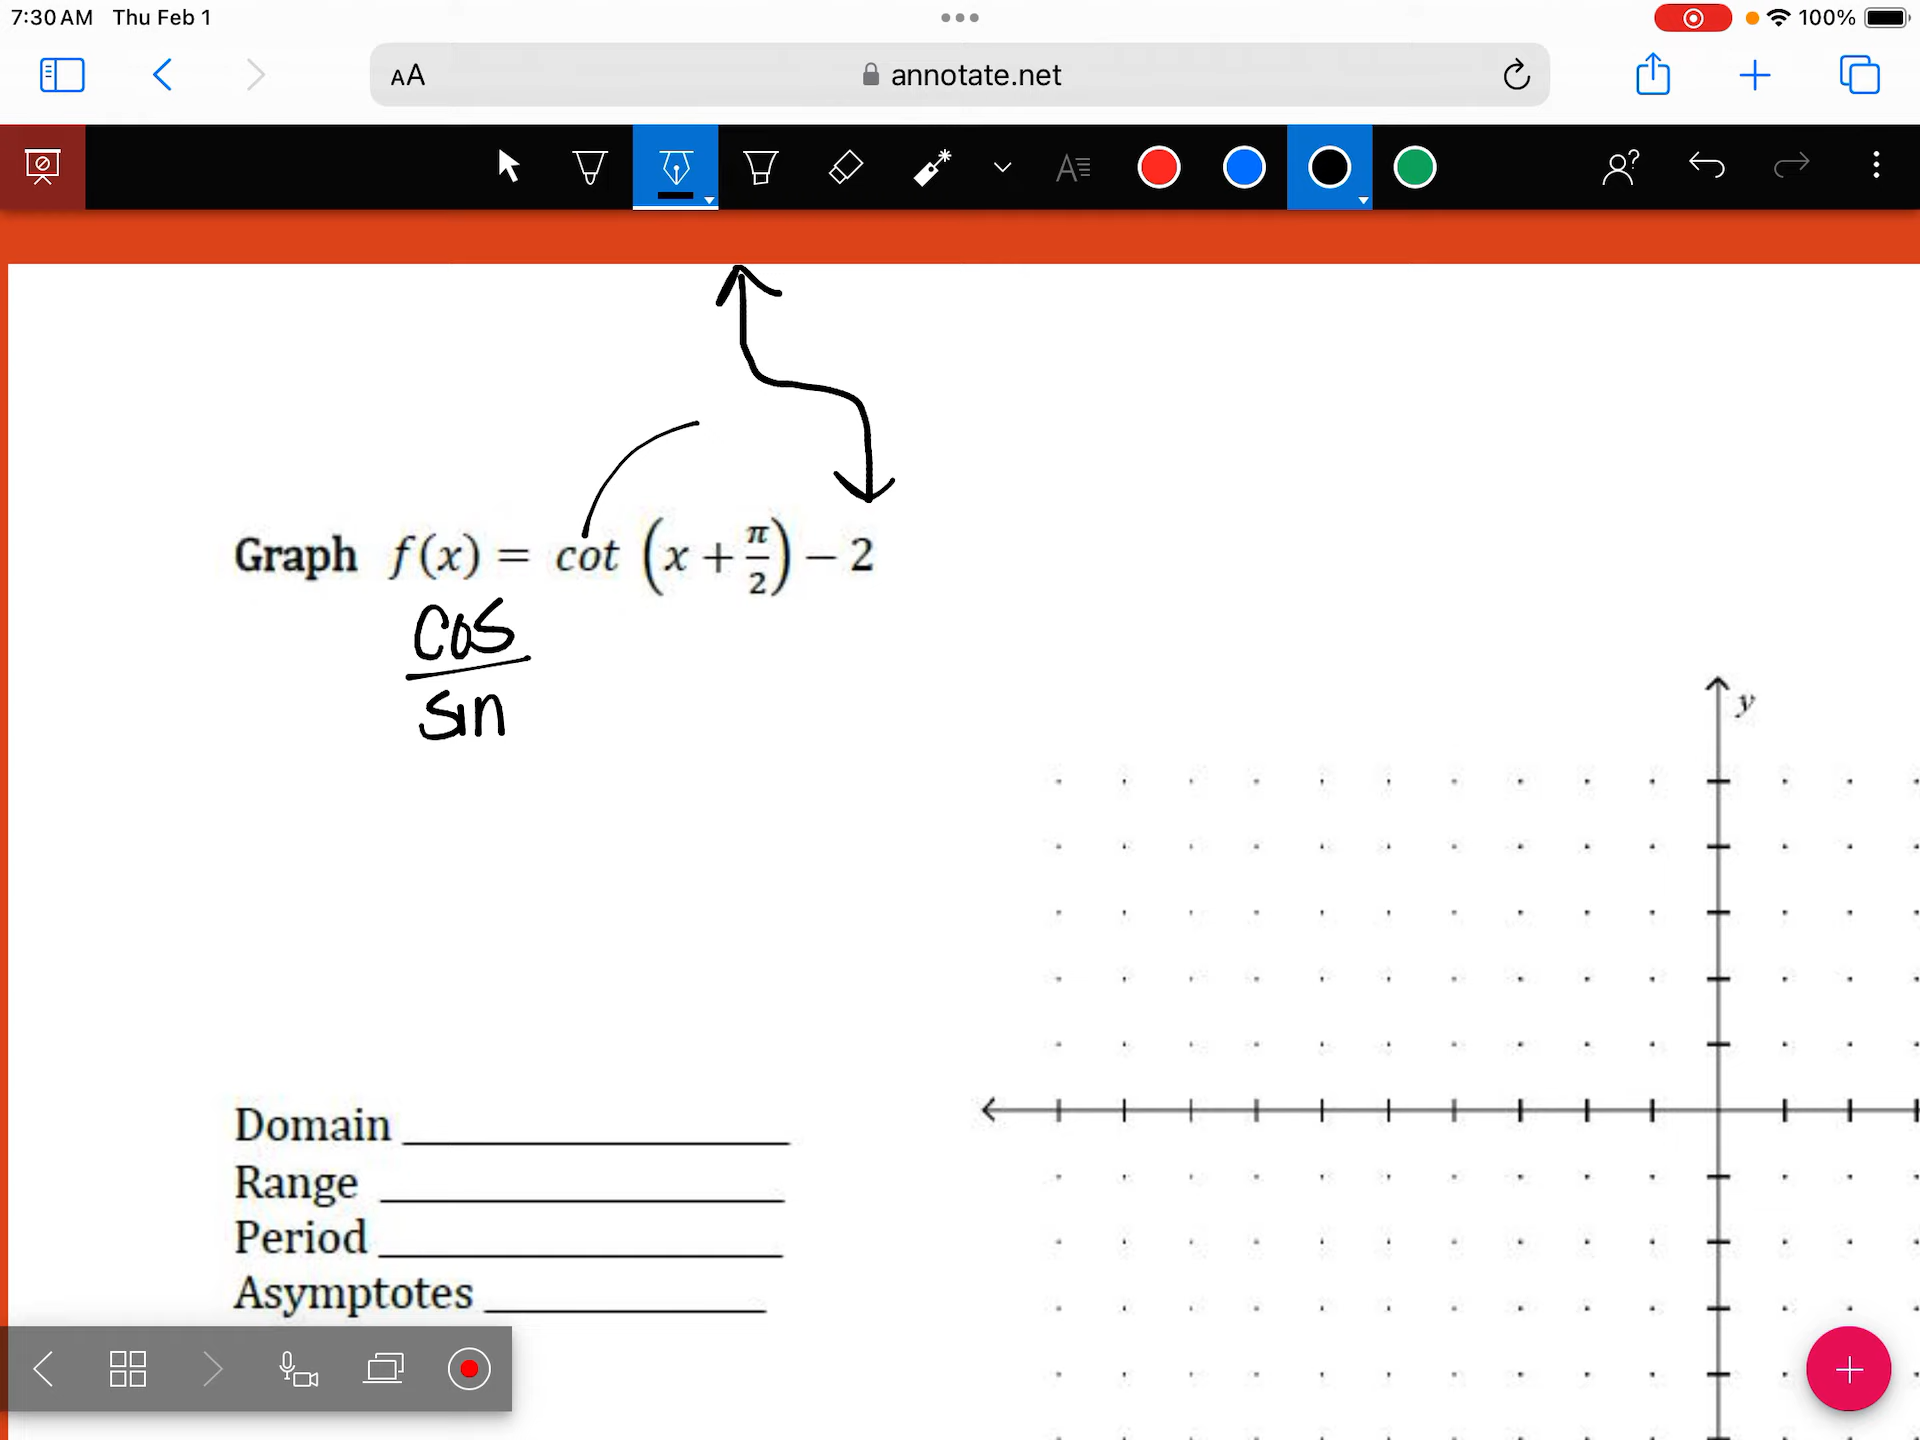 7:30 AM Thu Feb 1
100%
AA
annotate.net
Graph f(x) = cot (x + π/2) − 2
cos
sin
y
Domain
Range
Period
Asymptotes